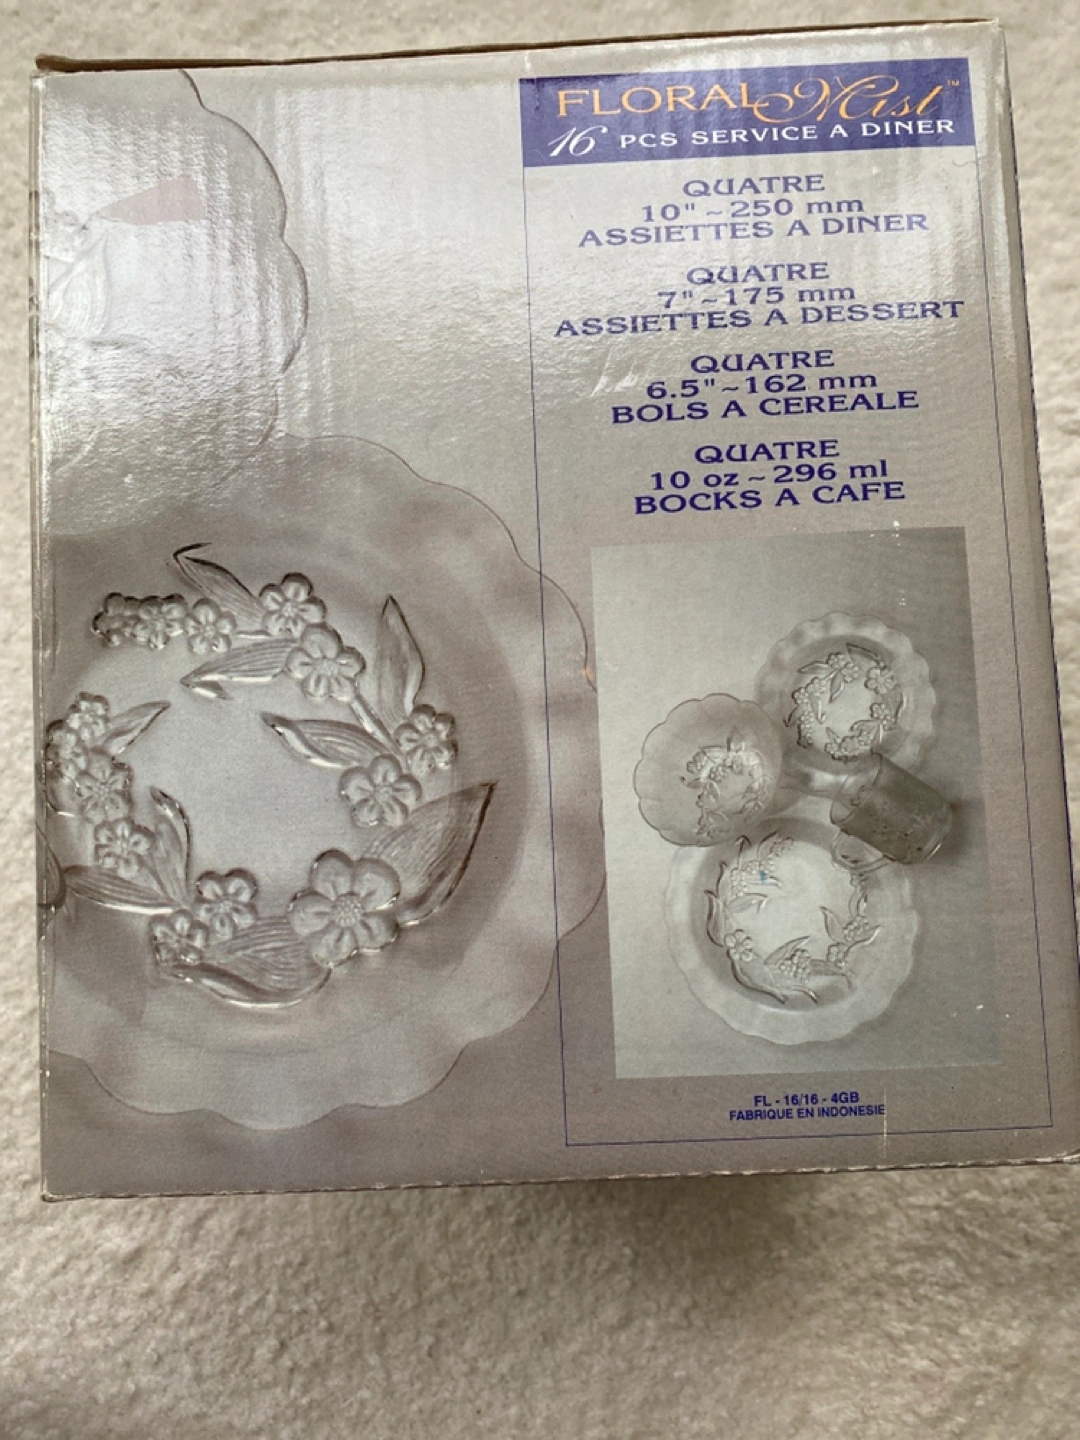 FLORAL Mist™
16 PCS SERVICE A DINER
QUATRE
10" ~ 250 mm
ASSIETTES A DINER
QUATRE
7" ~ 175 mm
ASSIETTES A DESSERT
QUATRE
6.5" ~ 162 mm
BOLS A CEREALE
QUATRE
10 oz ~ 296 ml
BOCKS A CAFE
FL - 16/16 - 4GB
FABRIQUE EN INDONESIE